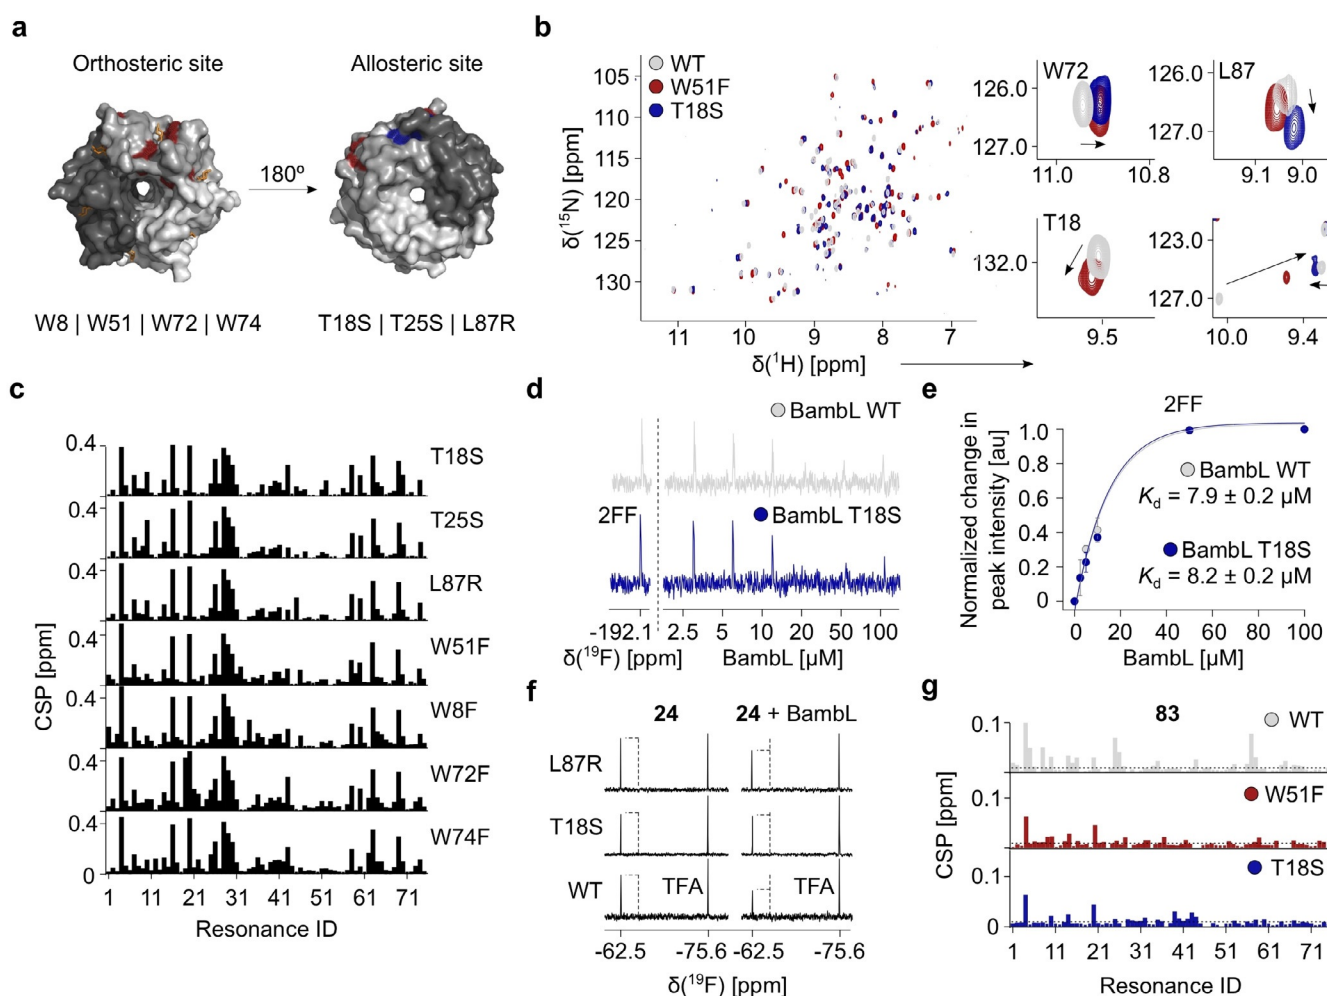 a
Orthosteric site
Allosteric site
180º
W8 | W51 | W72 | W74
T18S | T25S | L87R
b
WT
W51F
T18S
105
110
115
120
125
130
δ(¹⁵N) [ppm]
11 10 9 8 7
δ(¹H) [ppm]
W72
126.0
127.0
11.0 10.8
L87
126.0
127.0
9.1 9.0
T18
132.0
9.5
123.0
127.0
10.0 9.4
c
0.4
T18S
0.4
T25S
0.4
L87R
0.4
W51F
0.4
W8F
0.4
W72F
0.4
W74F
0
CSP [ppm]
1 11 21 31 41 51 61 71
Resonance ID
d
BambL WT
2FF
BambL T18S
-192.1 2.5 5 10 20 50 100
δ(¹⁹F) [ppm] BambL [µM]
e
2FF
Normalized change in
peak intensity [au]
1.0
0.8
0.6
0.4
0.2
0
BambL WT
Kd = 7.9 ± 0.2 µM
BambL T18S
Kd = 8.2 ± 0.2 µM
0 20 40 60 80 100
BambL [µM]
f
24
24 + BambL
L87R
T18S
WT
TFA
TFA
-62.5 -75.6 -62.5 -75.6
δ(¹⁹F) [ppm]
g
83
0.1
WT
0.1
W51F
0.1
T18S
0
CSP [ppm]
1 11 20 31 41 51 61 71
Resonance ID